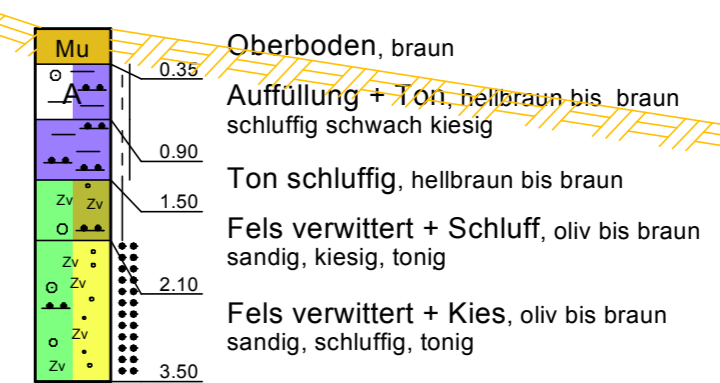 Mu
Oberboden, braun
0.35
A
Auffüllung + Ton, hellbraun bis braun
schluffig schwach kiesig
0.90
Ton schluffig, hellbraun bis braun
Zv Zv
1.50
Fels verwittert + Schluff, oliv bis braun
sandig, kiesig, tonig
Zv
Zv
2.10
Fels verwittert + Kies, oliv bis braun
sandig, schluffig, tonig
Zv
Zv
3.50